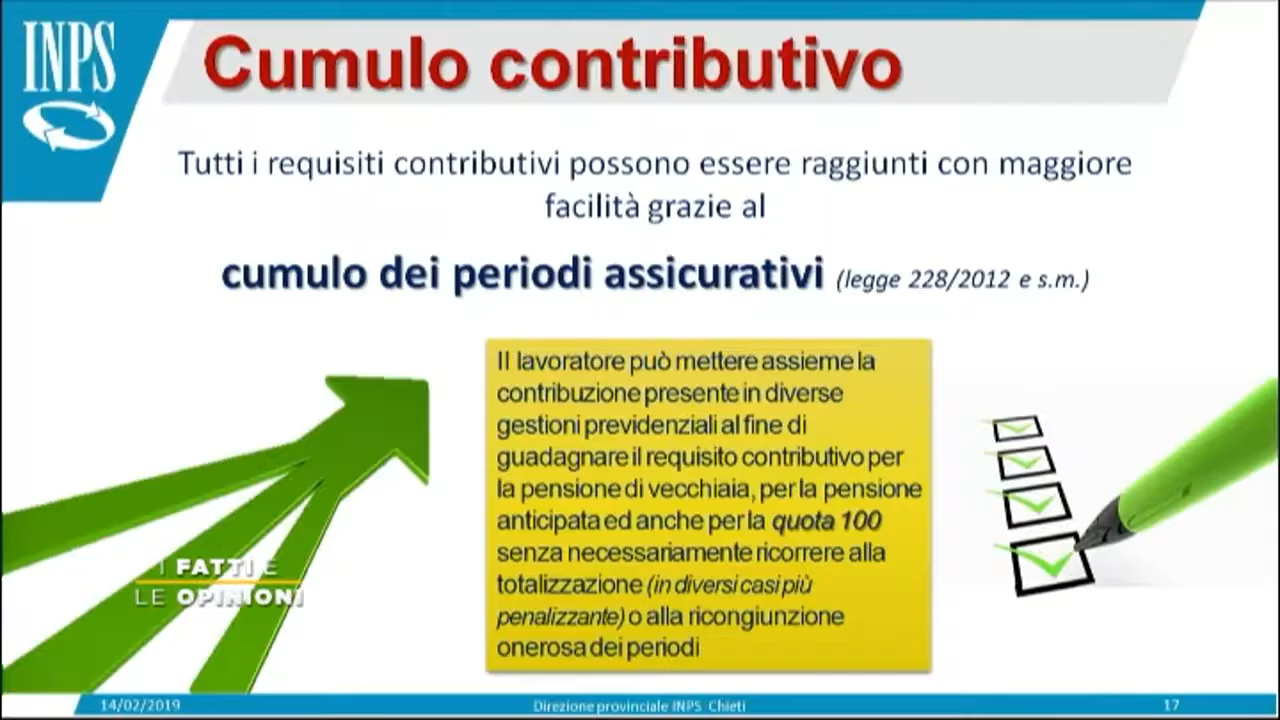 INPS
Cumulo contributivo
Tutti i requisiti contributivi possono essere raggiunti con maggiore
facilità grazie al
cumulo dei periodi assicurativi (legge 228/2012 e s.m.)
Il lavoratore può mettere assieme la
contribuzione presente in diverse
gestioni previdenziali al fine di
guadagnare il requisito contributivo per
la pensione di vecchiaia, per la pensione
anticipata ed anche per la quota 100
senza necessariamente ricorrere alla
totalizzazione (in diversi casi più
penalizzante) o alla ricongiunzione
onerosa dei periodi
I FATTI E
LE OPINIONI
14/02/2019
Direzione provinciale INPS Chieti
17